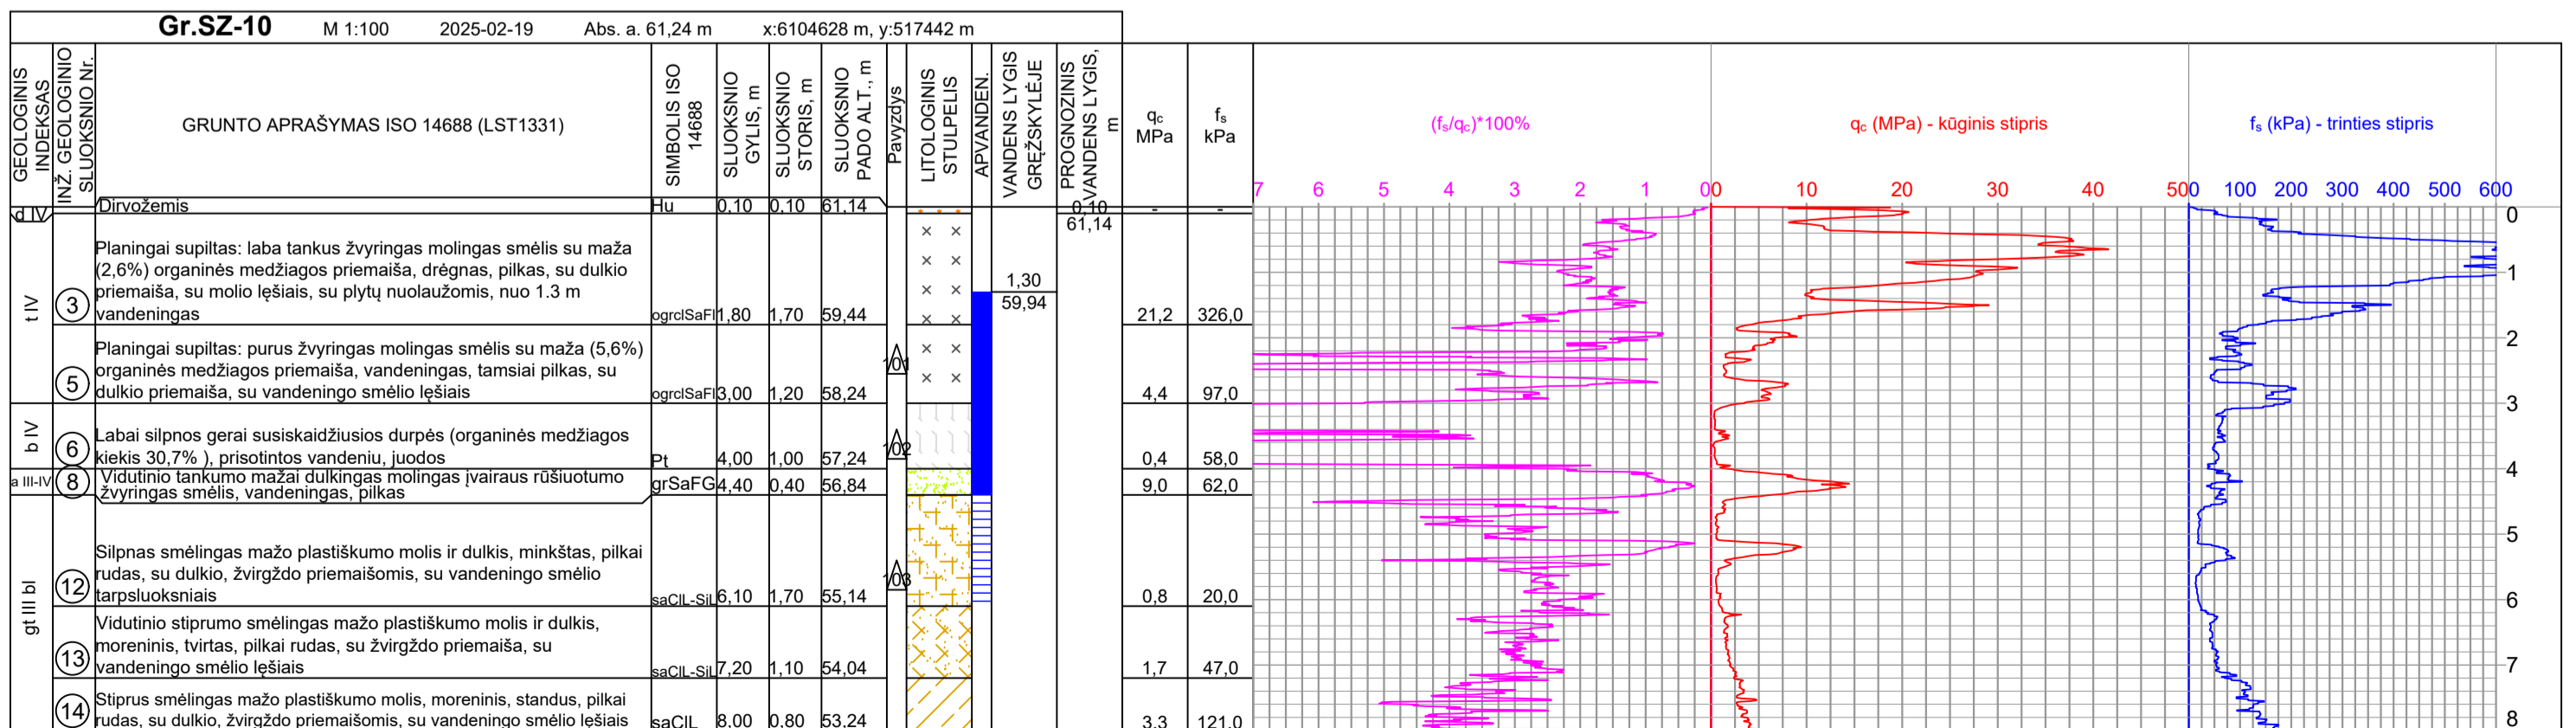 Gr.SZ-10 M 1:100 2025-02-19 Abs. a. 61,24 m x:6104628 m, y:517442 m
GEOLOGINIS INDEKSAS
INŽ. GEOLOGINIO SLUOKSNIO Nr.
GRUNTO APRAŠYMAS ISO 14688 (LST1331)
SIMBOLIS ISO 14688
SLUOKSNIO GYLIS, m
SLUOKSNIO STORIS, m
SLUOKSNIO PADO ALT., m
Pavyzdys
LITOLOGINIS STULPELIS
APVANDEN.
VANDENS LYGIS GRĘŽSKYLĖJE
PROGNOZINIS VANDENS LYGIS, m
qc MPa
fs kPa
(fs/qc)*100%
qc (MPa) - kūginis stipris
fs (kPa) - trinties stipris
7 6 5 4 3 2 1 0
0 10 20 30 40 50
0 100 200 300 400 500 600
d IV Dirvožemis Hu 0,10 0,10 61,14 0,10 - -
61,14
t IV
3
Planingai supiltas: laba tankus žvyringas molingas smėlis su maža
(2,6%) organinės medžiagos priemaiša, drėgnas, pilkas, su dulkio
priemaiša, su molio lęšiais, su plytų nuolaužomis, nuo 1.3 m
vandeningas
ogrclSaFl 1,80 1,70 59,44 21,2 326,0
1,30
59,94
5
Planingai supiltas: purus žvyringas molingas smėlis su maža (5,6%)
organinės medžiagos priemaiša, vandeningas, tamsiai pilkas, su
dulkio priemaiša, su vandeningo smėlio lęšiais
ogrclSaFl 3,00 1,20 58,24 101 4,4 97,0
b IV
6
Labai silpnos gerai susiskaidžiusios durpės (organinės medžiagos
kiekis 30,7% ), prisotintos vandeniu, juodos
Pt 4,00 1,00 57,24 102 0,4 58,0
a III-IV
8
Vidutinio tankumo mažai dulkingas molingas įvairaus rūšiuotumo
žvyringas smėlis, vandeningas, pilkas
grSaFG 4,40 0,40 56,84 9,0 62,0
gt III bl
12
Silpnas smėlingas mažo plastiškumo molis ir dulkis, minkštas, pilkai
rudas, su dulkio, žvirgždo priemaišomis, su vandeningo smėlio
tarpsluoksniais
saClL-SiL 6,10 1,70 55,14 103 0,8 20,0
13
Vidutinio stiprumo smėlingas mažo plastiškumo molis ir dulkis,
moreninis, tvirtas, pilkai rudas, su žvirgždo priemaiša, su
vandeningo smėlio lęšiais
saClL-SiL 7,20 1,10 54,04 1,7 47,0
14
Stiprus smėlingas mažo plastiškumo molis, moreninis, standus, pilkai
rudas, su dulkio, žvirgždo priemaišomis, su vandeningo smėlio lęšiais
saClL 8,00 0,80 53,24 3,3 121,0
0
1
2
3
4
5
6
7
8